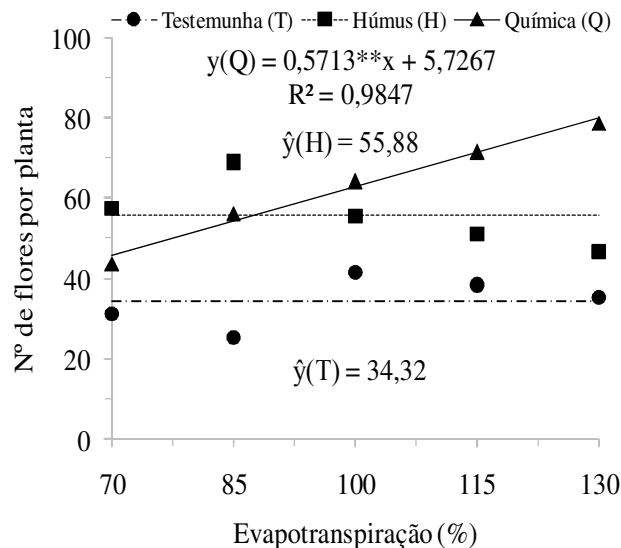 Testemunha (T) Húmus (H) Química (Q)
y(Q) = 0,5713**x + 5,7267
R² = 0,9847
ŷ(H) = 55,88
ŷ(T) = 34,32
Nº de flores por planta
100
80
60
40
20
0
70 85 100 115 130
Evapotranspiração (%)